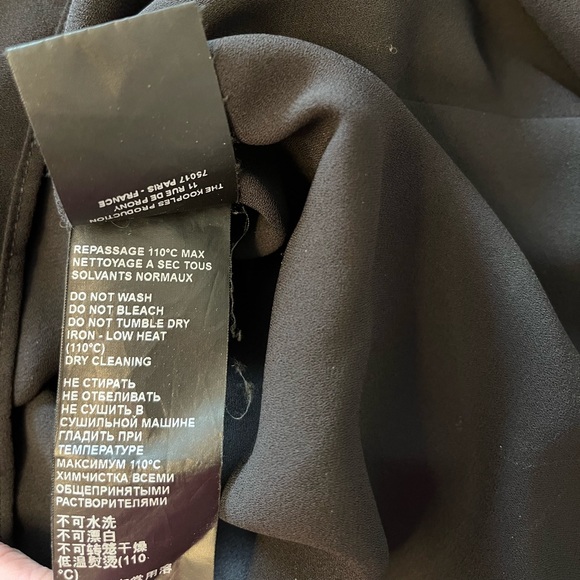 THE KOOPLES PRODUCTION
11 RUE DE PRONY
75017 PARIS - FRANCE
REPASSAGE 110°C MAX
NETTOYAGE A SEC TOUS
SOLVANTS NORMAUX
DO NOT WASH
DO NOT BLEACH
DO NOT TUMBLE DRY
IRON - LOW HEAT
(110°C)
DRY CLEANING
НЕ СТИРАТЬ
НЕ ОТБЕЛИВАТЬ
НЕ СУШИТЬ В
СУШИЛЬНОЙ МАШИНЕ
ГЛАДИТЬ ПРИ
ТЕМПЕРАТУРЕ
МАКСИМУМ 110°C
ХИМЧИСТКА ВСЕМИ
ОБЩЕПРИНЯТЫМИ
РАСТВОРИТЕЛЯМИ
不可水洗
不可漂白
不可转笼干燥
低温熨烫(110
°C)
常用溶